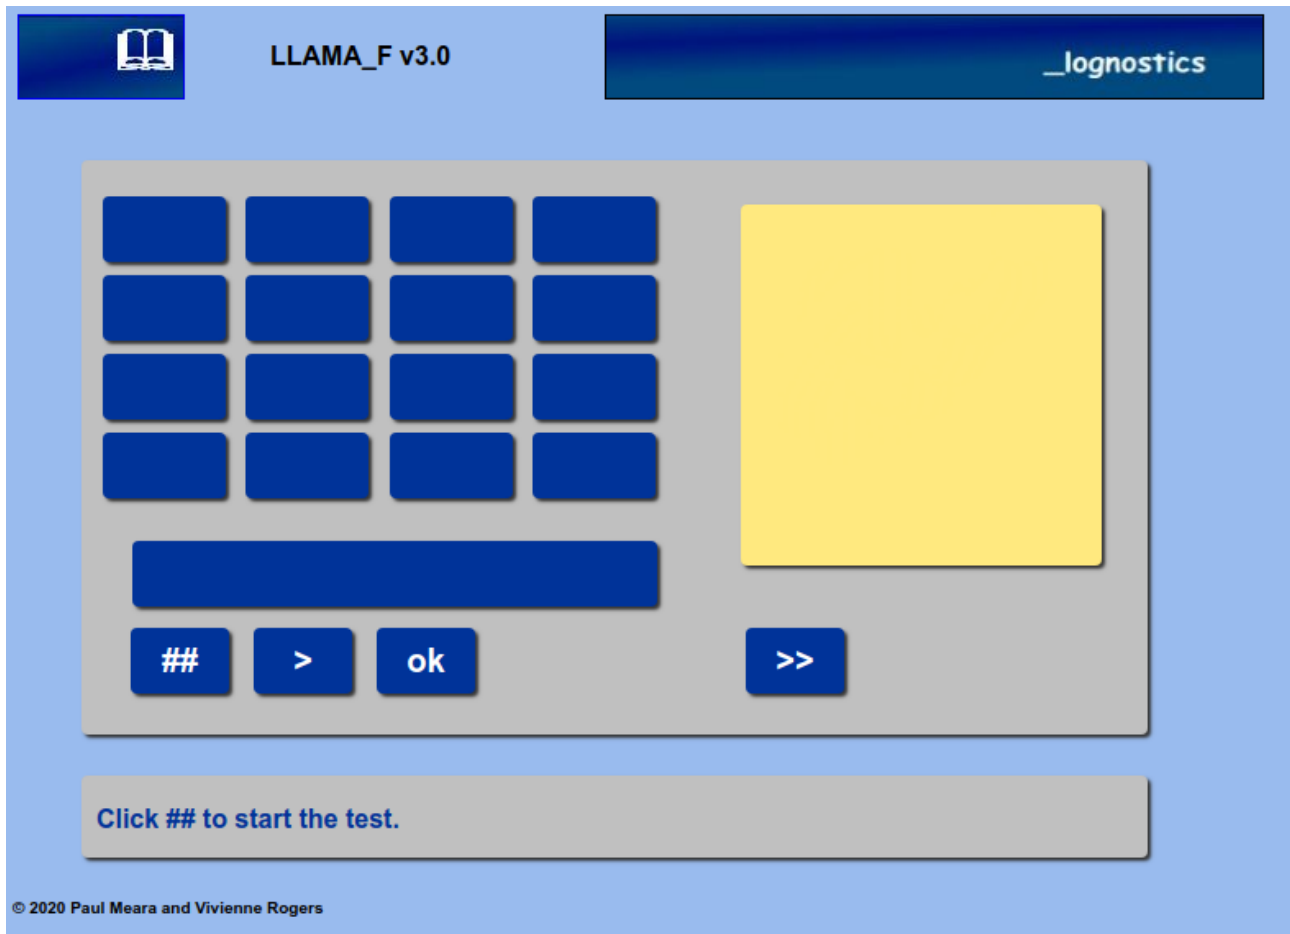 LLAMA_F v3.0
_lognostics
##
>
ok
>>
Click ## to start the test.
© 2020 Paul Meara and Vivienne Rogers